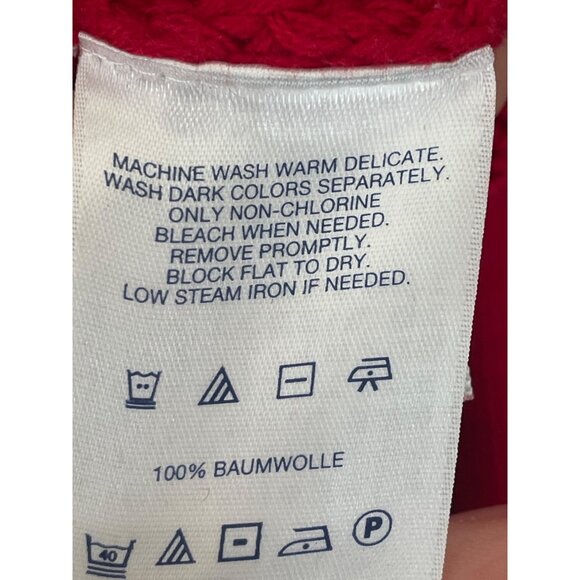 MACHINE WASH WARM DELICATE.
WASH DARK COLORS SEPARATELY.
ONLY NON-CHLORINE
BLEACH WHEN NEEDED.
REMOVE PROMPTLY.
BLOCK FLAT TO DRY.
LOW STEAM IRON IF NEEDED.
100% BAUMWOLLE
40 P